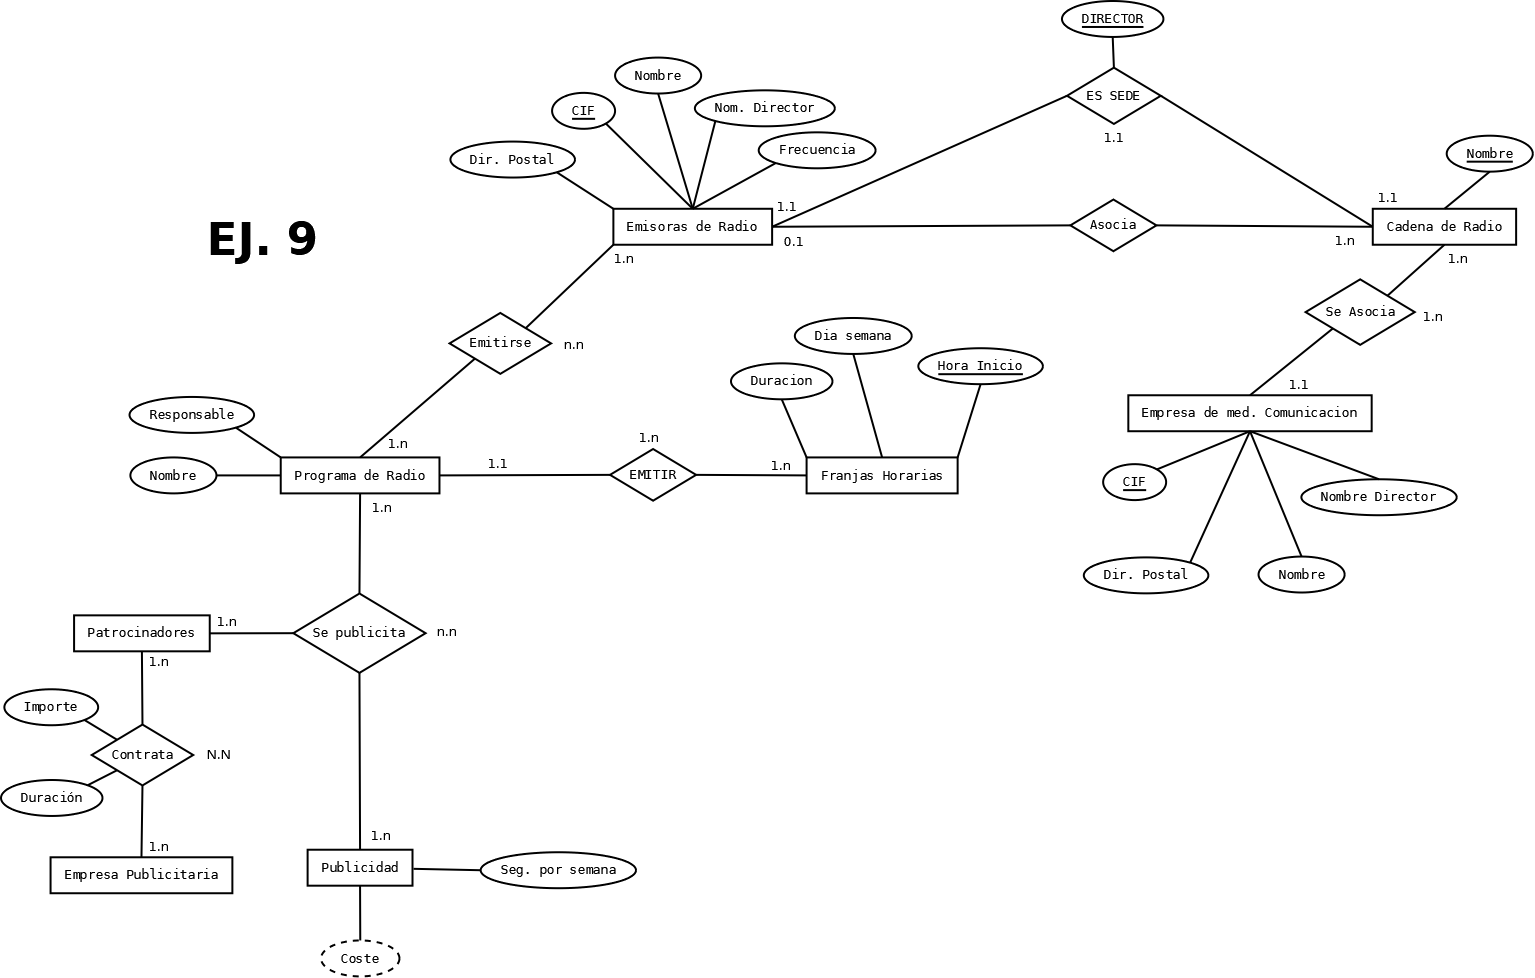 DIRECTOR
Nombre
ES SEDE
CIF
Nom. Director
1.1
Frecuencia
Dir. Postal
Nombre
1.1
1.1
EJ. 9
Emisoras de Radio
Asocia
Cadena de Radio
0.1
1.n
1.n
1.n
Se Asocia
1.n
Emitirse
n.n
Dia semana
Hora Inicio
Duracion
1.1
Responsable
Empresa de med. Comunicacion
1.n
1.n
Nombre
Programa de Radio
1.1
EMITIR
1.n
Franjas Horarias
CIF
Nombre Director
1.n
Dir. Postal
Nombre
1.n
Patrocinadores
Se publicita
n.n
1.n
Importe
Contrata
N.N
Duración
1.n
1.n
Empresa Publicitaria
Publicidad
Seg. por semana
Coste